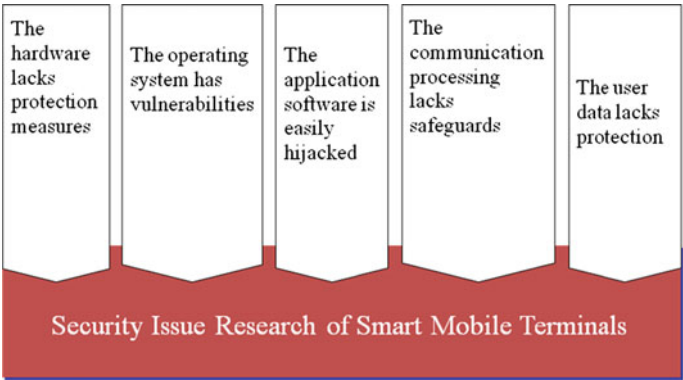 The
hardware
lacks
protection
measures
The operating
system has
vulnerabilities
The
application
software is
easily
hijacked
The
communication
processing
lacks
safeguards
The user
data lacks
protection
Security Issue Research of Smart Mobile Terminals